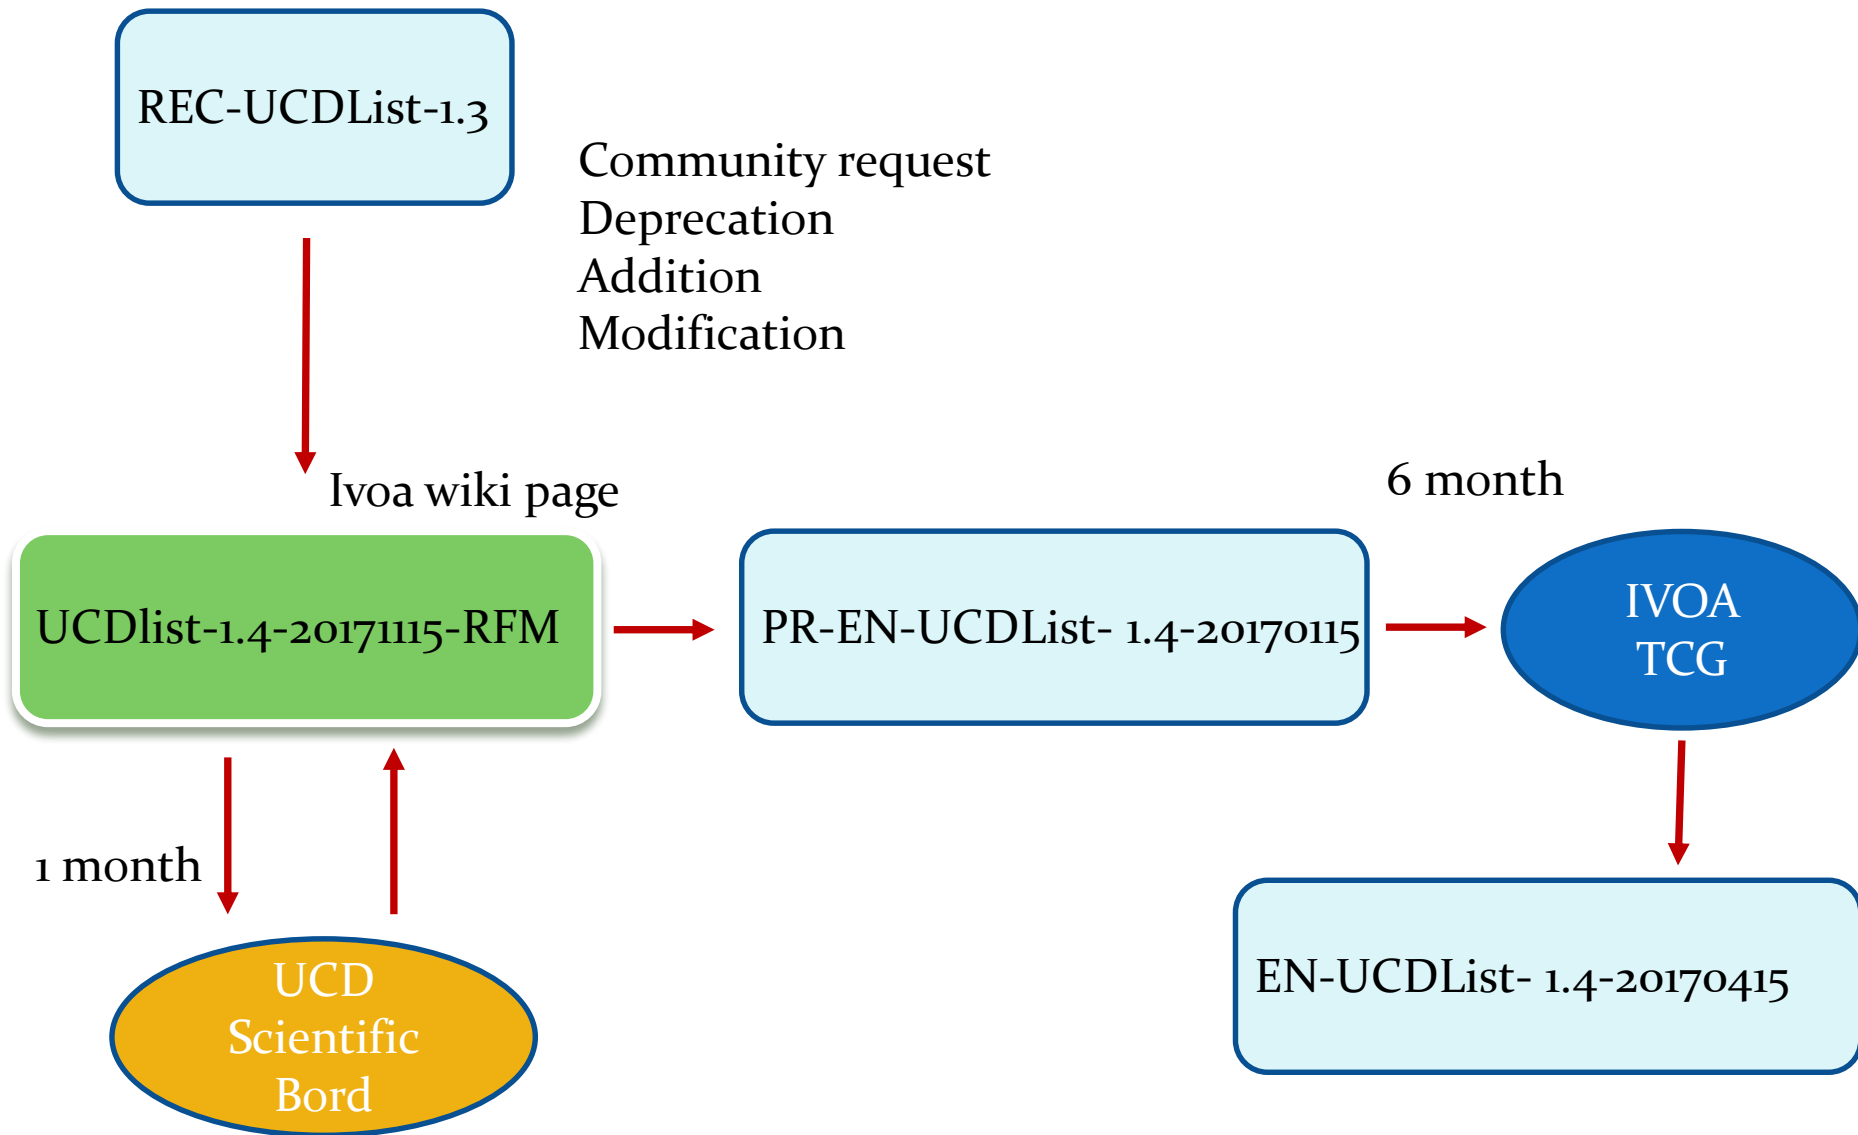 REC-UCDList-1.3
Community request
Deprecation
Addition
Modification
Ivoa wiki page
6 month
UCDlist-1.4-20171115-RFM
PR-EN-UCDList- 1.4-20170115
IVOA
TCG
1 month
UCD
Scientific
Bord
EN-UCDList- 1.4-20170415